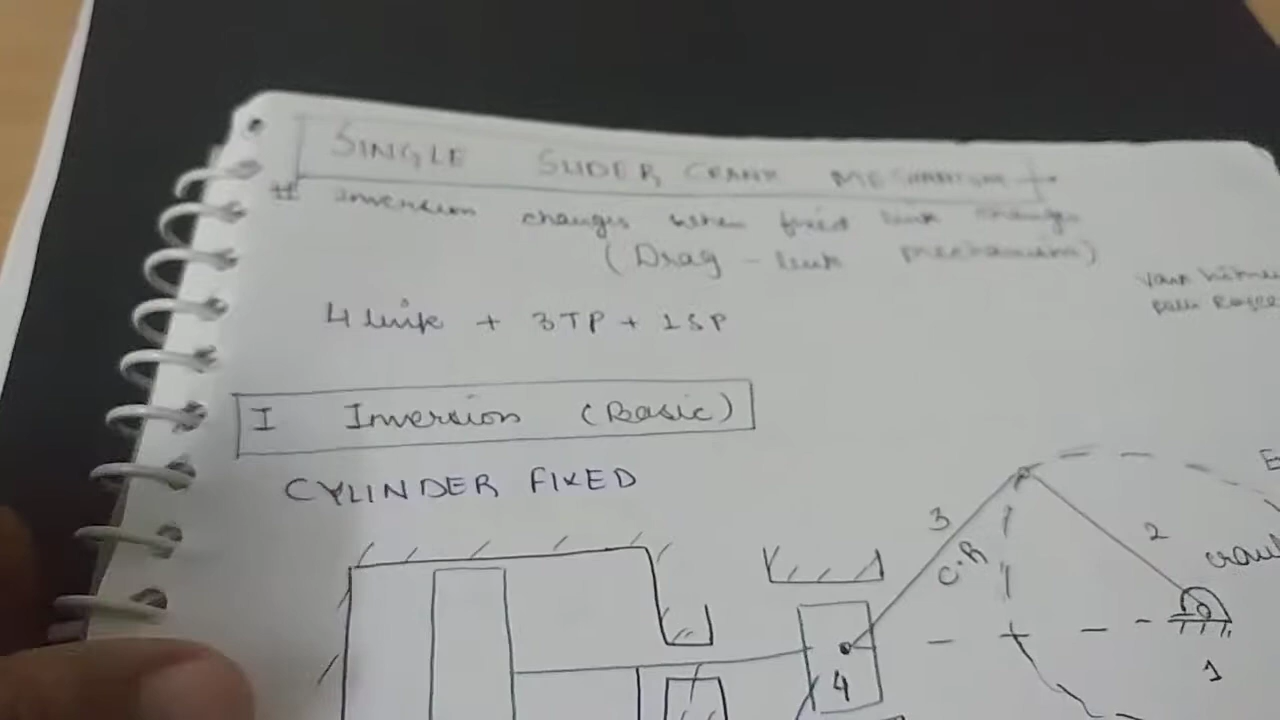 SINGLE SLIDER CRANK MECHANISM
# Inversion changes when fixed link changes
(Drag-link mechanism)
4 link + 3TP + 1SP
I Inversion (Basic)
CYLINDER FIXED
3
C.R
2
4
1